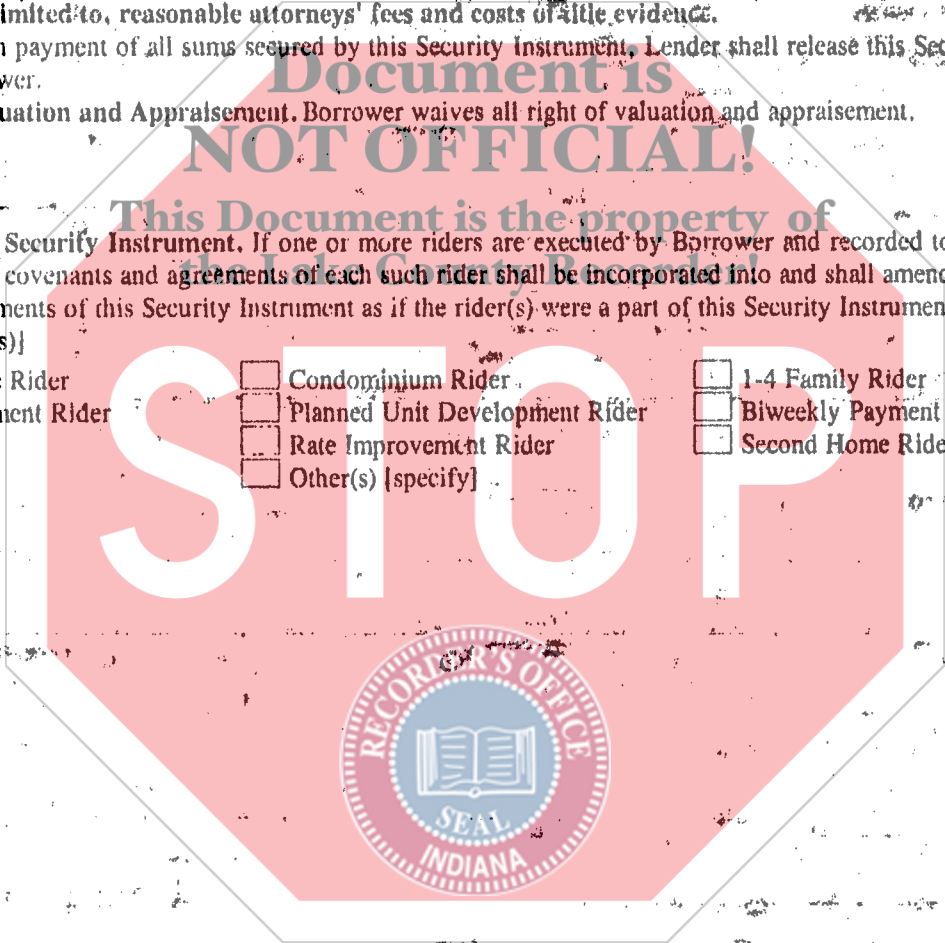 imited to, reasonable attorneys' fees and costs of title evidence.
payment of all sums secured by this Security Instrument, Lender shall release this Sec
wer.
Document is
uation and Appraisement. Borrower waives all right of valuation and appraisement.
NOT OFFICIAL!
This Document is the property of
Security Instrument. If one or more riders are executed by Borrower and recorded to
the Lake County Recorder!
covenants and agreements of each such rider shall be incorporated into and shall amend
ments of this Security Instrument as if the rider(s) were a part of this Security Instrumen
s)]
Rider Condominium Rider 1-4 Family Rider
ment Rider Planned Unit Development Rider Biweekly Payment
Rate Improvement Rider Second Home Ride
Other(s) [specify]
STOP
RECORDER'S OFFICE
SEAL
INDIANA